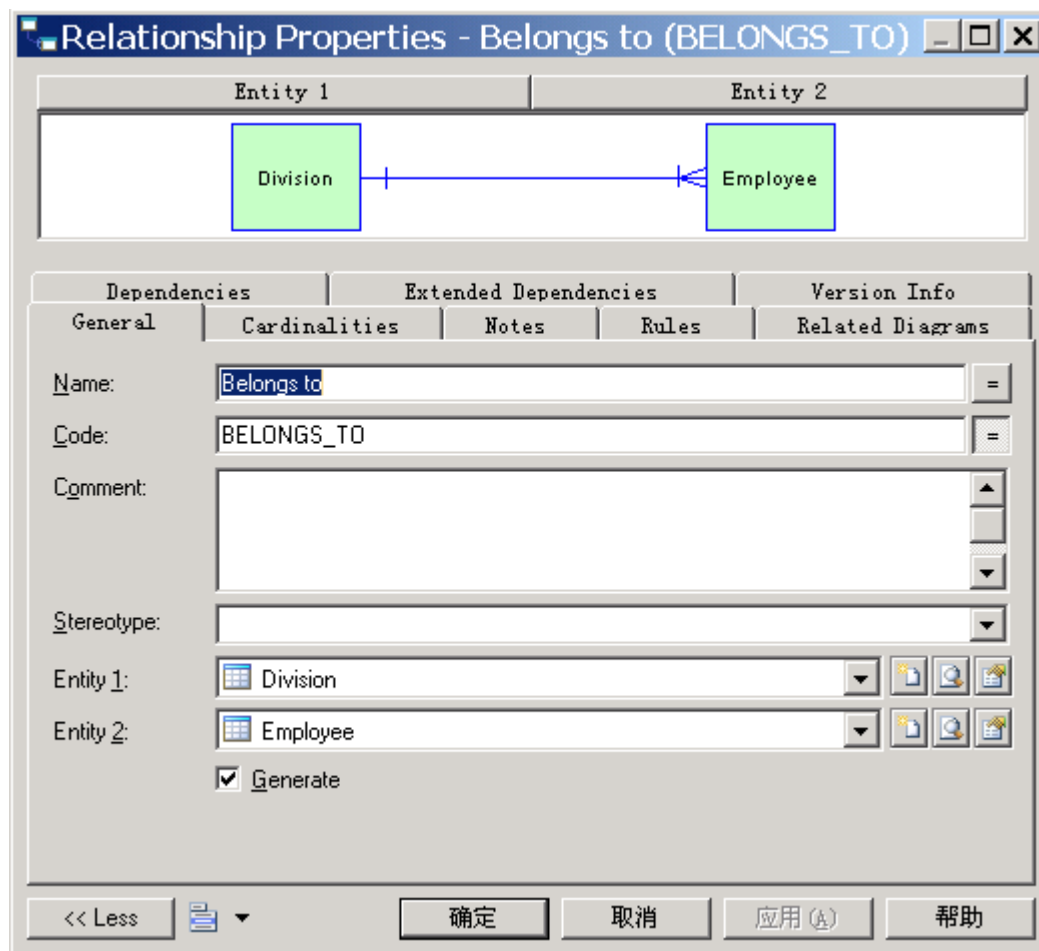 Relationship Properties - Belongs to (BELONGS_TO)
Entity 1 Entity 2
Division Employee
Dependencies Extended Dependencies Version Info
General Cardinalities Notes Rules Related Diagrams
Name: Belongs to =
Code: BELONGS_TO =
Comment:
Stereotype:
Entity 1: Division
Entity 2: Employee
Generate
<< Less 确定 取消 应用(A) 帮助